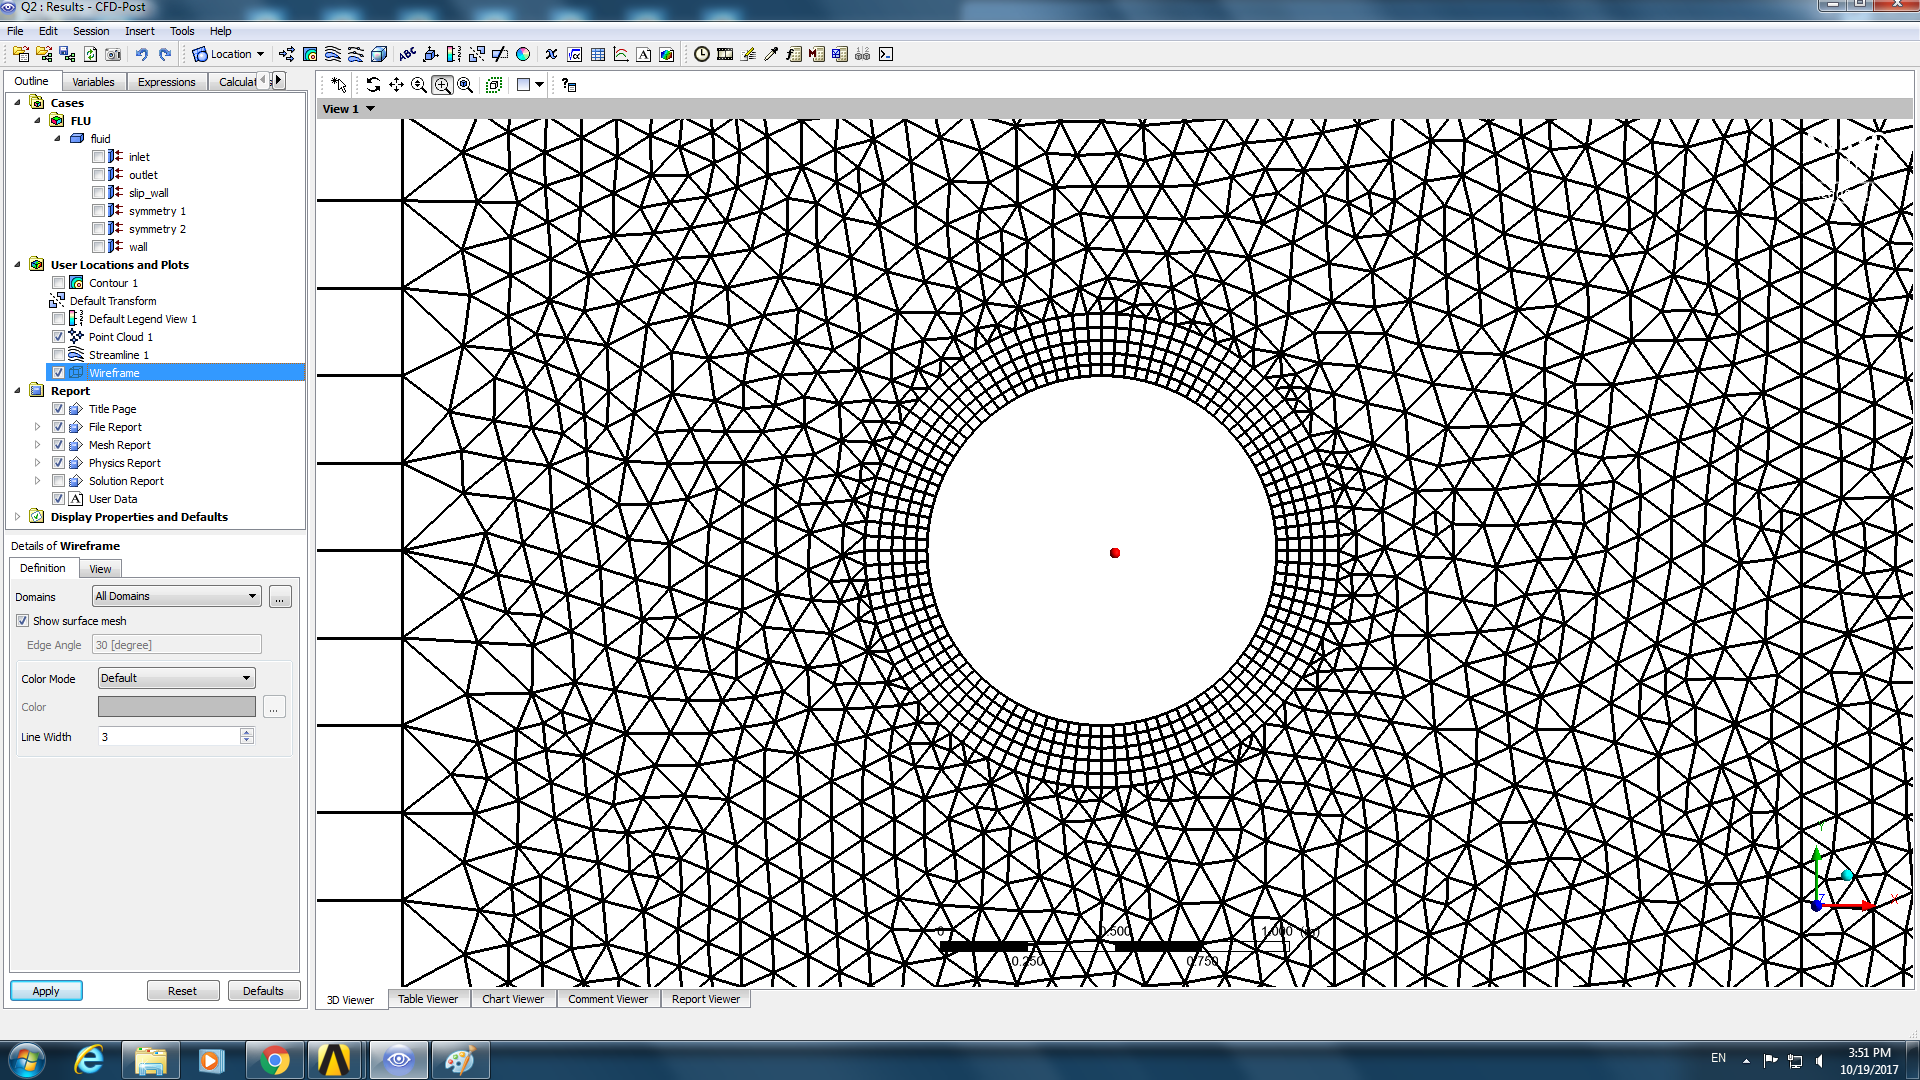 Q2 : Results - CFD-Post
File Edit Session Insert Tools Help
Location
Outline Variables Expressions
Cases
FLU
fluid
inlet
outlet
slip_wall
symmetry 1
symmetry 2
wall
User Locations and Plots
Contour 1
Default Transform
Default Legend View 1
Point Cloud 1
Streamline 1
Wireframe
Report
Title Page
File Report
Mesh Report
Physics Report
Solution Report
User Data
Display Properties and Defaults
Details of Wireframe
Definition View
Domains All Domains ...
Show surface mesh
Edge Angle 30 [degree]
Color Mode Default
Color ...
Line Width 3
Apply Reset Defaults
View 1
0 0.500 1.000 (m)
0.250 0.750
Y
Z X
3D Viewer Table Viewer Chart Viewer Comment Viewer Report Viewer
EN
3:51 PM
10/19/2017